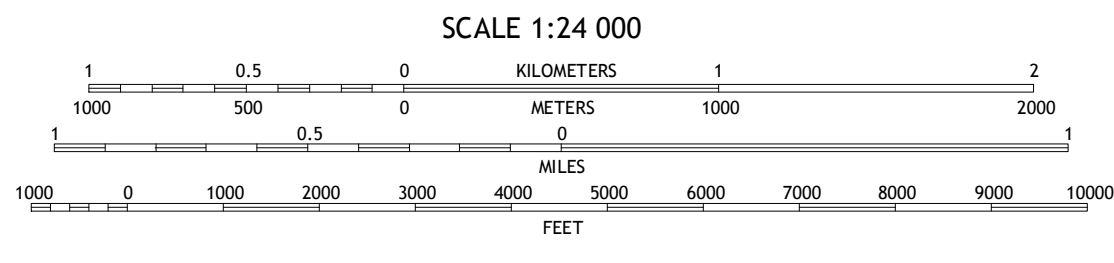 SCALE 1:24 000
1 0.5 0 KILOMETERS 1 2
1000 500 0 METERS 1000 2000
1 0.5 0 1
MILES
1000 0 1000 2000 3000 4000 5000 6000 7000 8000 9000 10000
FEET